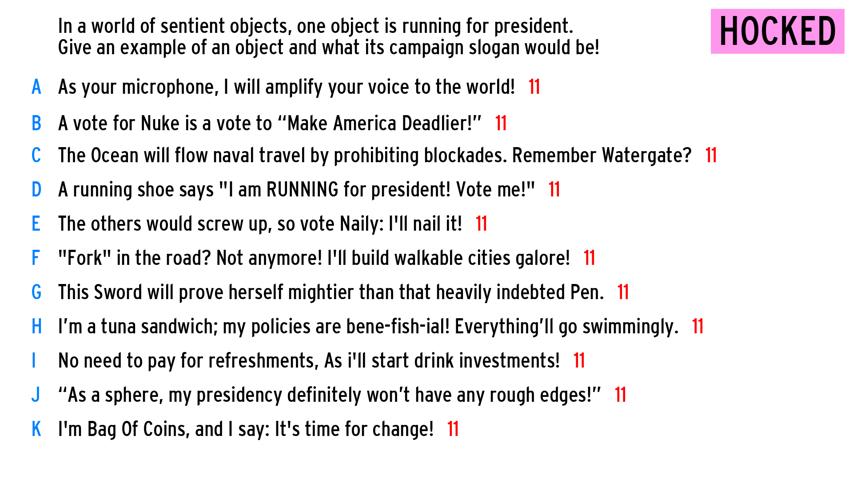 In a world of sentient objects, one object is running for president.
Give an example of an object and what its campaign slogan would be!
HOCKED
A As your microphone, I will amplify your voice to the world! 11
B A vote for Nuke is a vote to “Make America Deadlier!” 11
C The Ocean will flow naval travel by prohibiting blockades. Remember Watergate? 11
D A running shoe says "I am RUNNING for president! Vote me!" 11
E The others would screw up, so vote Naily: I'll nail it! 11
F "Fork" in the road? Not anymore! I'll build walkable cities galore! 11
G This Sword will prove herself mightier than that heavily indebted Pen. 11
H I’m a tuna sandwich; my policies are bene-fish-ial! Everything’ll go swimmingly. 11
I No need to pay for refreshments, As i'll start drink investments! 11
J “As a sphere, my presidency definitely won’t have any rough edges!” 11
K I'm Bag Of Coins, and I say: It's time for change! 11